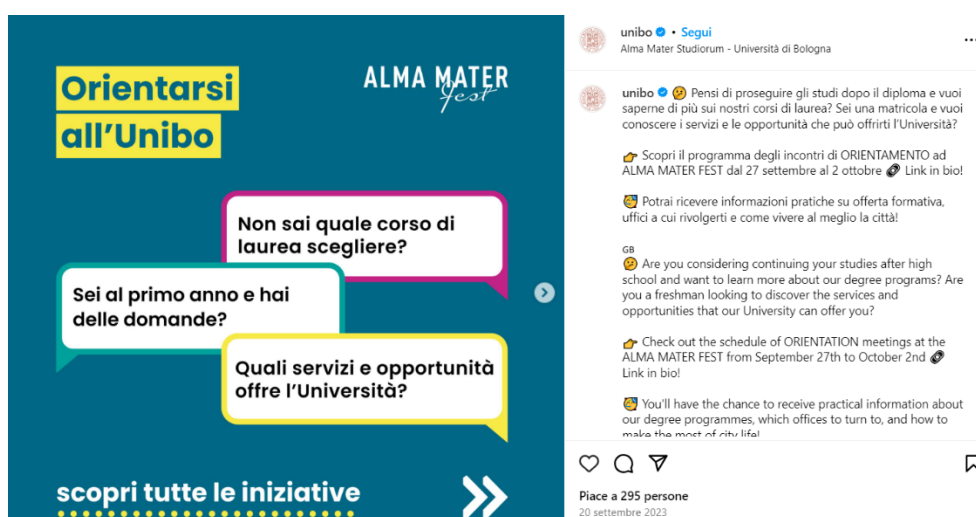 Orientarsi
all'Unibo
ALMA MATER
fest
Non sai quale corso di
laurea scegliere?
Sei al primo anno e hai
delle domande?
Quali servizi e opportunità
offre l'Università?
scopri tutte le iniziative
unibo • Segui
Alma Mater Studiorum - Università di Bologna
unibo 🤔 Pensi di proseguire gli studi dopo il diploma e vuoi
saperne di più sui nostri corsi di laurea? Sei una matricola e vuoi
conoscere i servizi e le opportunità che può offrirti l'Università?
👉 Scopri il programma degli incontri di ORIENTAMENTO ad
ALMA MATER FEST dal 27 settembre al 2 ottobre 🔗 Link in bio!
Potrai ricevere informazioni pratiche su offerta formativa,
uffici a cui rivolgerti e come vivere al meglio la città!
GB
🤔 Are you considering continuing your studies after high
school and want to learn more about our degree programs? Are
you a freshman looking to discover the services and
opportunities that our University can offer you?
👉 Check out the schedule of ORIENTATION meetings at the
ALMA MATER FEST from September 27th to October 2nd 🔗
Link in bio!
You'll have the chance to receive practical information about
our degree programmes, which offices to turn to, and how to
make the most of city life!
Piace a 295 persone
20 settembre 2023